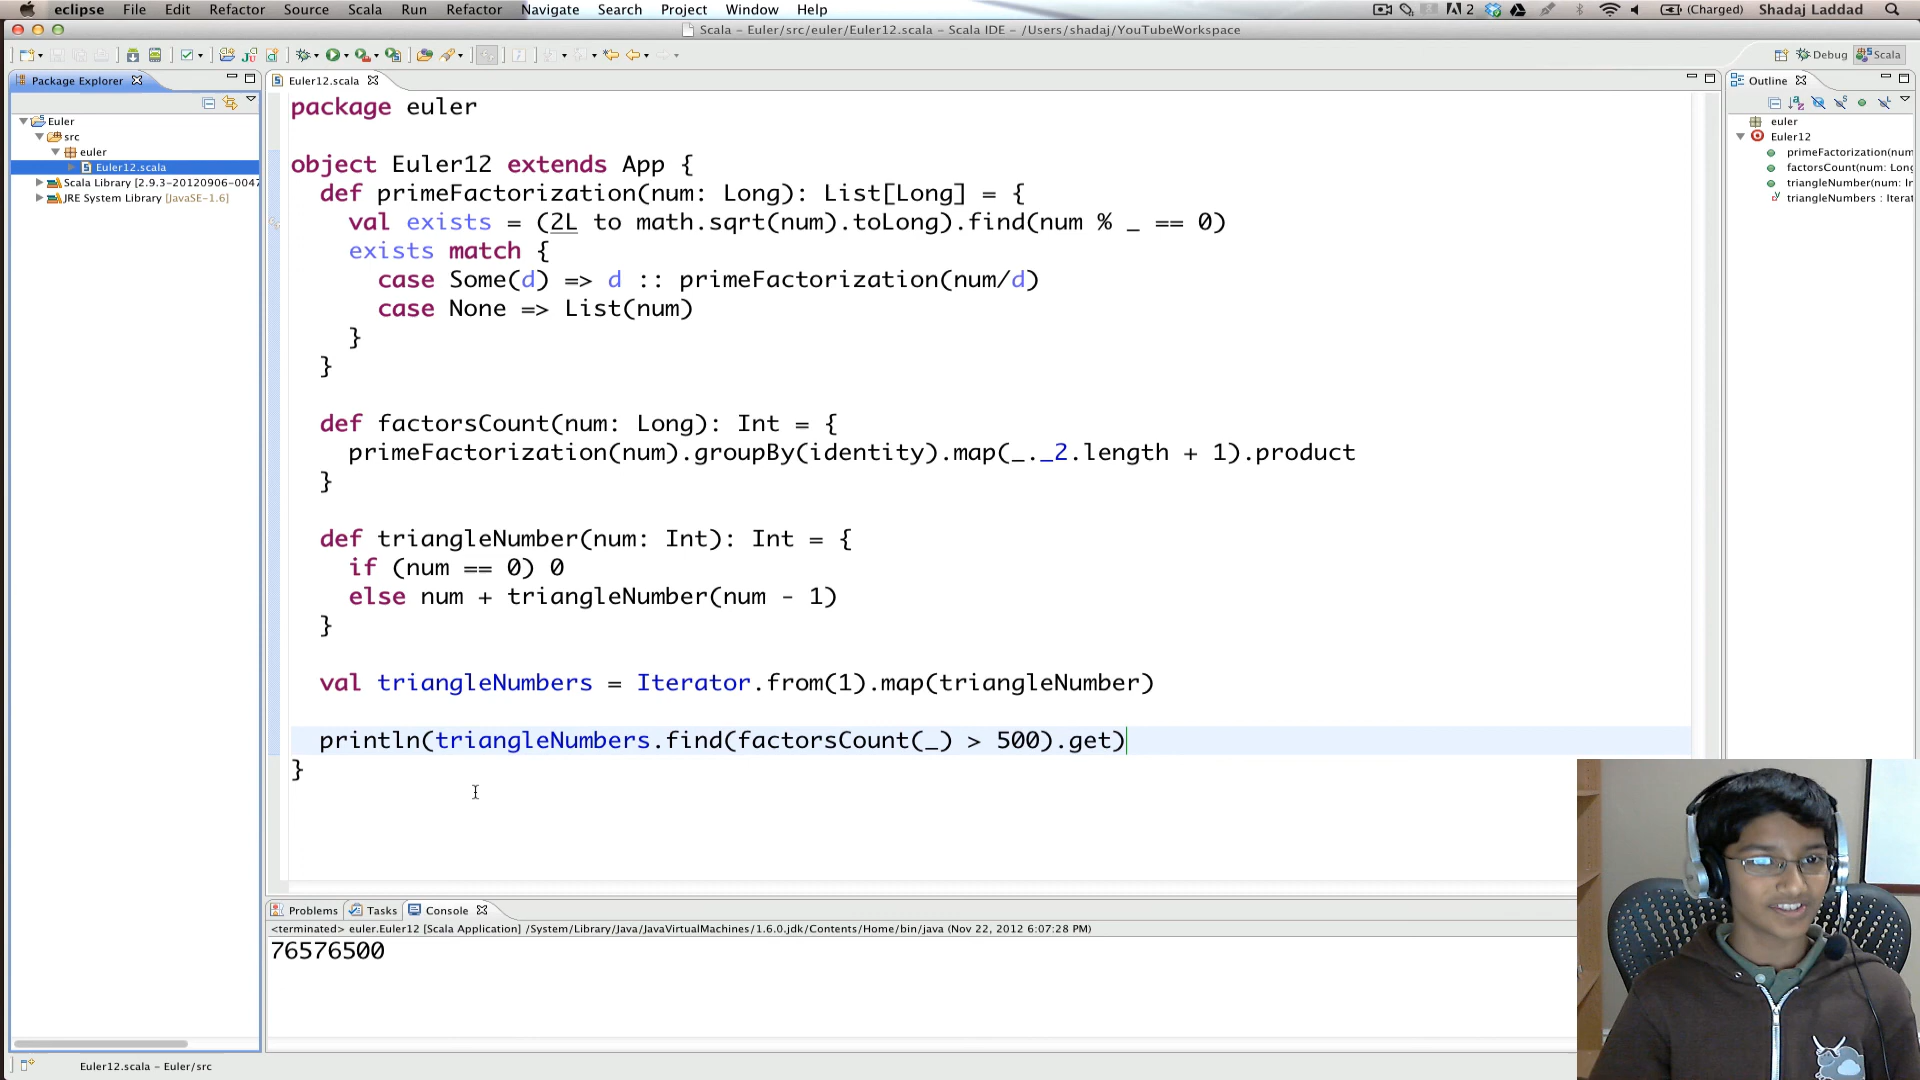 eclipse File Edit Refactor Source Scala Run Refactor Navigate Search Project Window Help
2 (Charged) Shadaj Laddad
Scala – Euler/src/euler/Euler12.scala – Scala IDE – /Users/shadaj/YouTubeWorkspace
Debug Scala
Package Explorer
Euler
src
euler
Euler12.scala
Scala Library [2.9.3-20120906-0047
JRE System Library [JavaSE-1.6]
Euler12.scala
package euler
object Euler12 extends App {
def primeFactorization(num: Long): List[Long] = {
val exists = (2L to math.sqrt(num).toLong).find(num % _ == 0)
exists match {
case Some(d) => d :: primeFactorization(num/d)
case None => List(num)
}
}
def factorsCount(num: Long): Int = {
primeFactorization(num).groupBy(identity).map(_._2.length + 1).product
}
def triangleNumber(num: Int): Int = {
if (num == 0) 0
else num + triangleNumber(num - 1)
}
val triangleNumbers = Iterator.from(1).map(triangleNumber)
println(triangleNumbers.find(factorsCount(_) > 500).get)
}
Outline
euler
Euler12
primeFactorization(num
factorsCount(num: Long
triangleNumber(num: In
triangleNumbers : Iterat
Problems Tasks Console
<terminated> euler.Euler12 [Scala Application] /System/Library/Java/JavaVirtualMachines/1.6.0.jdk/Contents/Home/bin/java (Nov 22, 2012 6:07:28 PM)
76576500
Euler12.scala – Euler/src